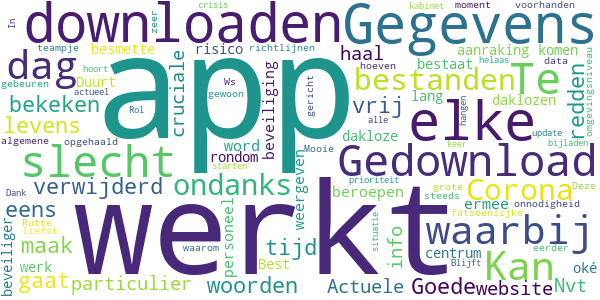 In teampje zeer crisis risico richtlijnen kabinet moment voorhanden
downloaden Gegevens
besmette aanraking komen
dag haal
gebeuren Ws hoeven bestaat data
hoort cruciale app bestanden Te
bekeken actueel gewoon beveiliging vrij lang daklozen redden omgevingsniveau
Duurt Rol gericht alle hangen elke
levens
algemene opgehaald word Mooie dakloze update keer bijladen
slecht rondom Gedownload
starten
verwijderd ondanks weergeven prioriteit grote Deze
Dank beroepen steeds Corona
eens werkt fatsoenlijke
Rutte waarom personeel ermee onnodigheid
liefst tijd info helaas eerder waarbij
maak woorden situatie centrum Kan
beveiligen werk Best Actuele Blijft oké
gaat particulier Goede website Nvt